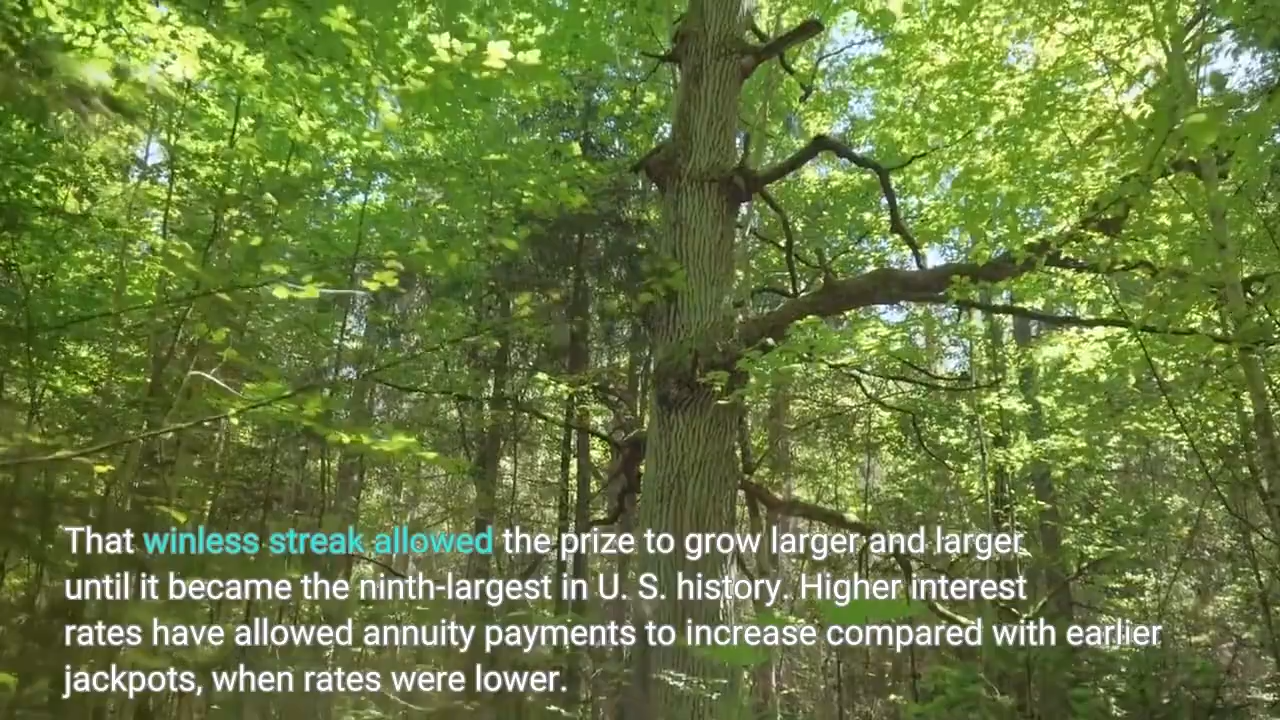 That winless streak allowed the prize to grow larger and larger
until it became the ninth-largest in U. S. history. Higher interest
rates have allowed annuity payments to increase compared with earlier
jackpots, when rates were lower.